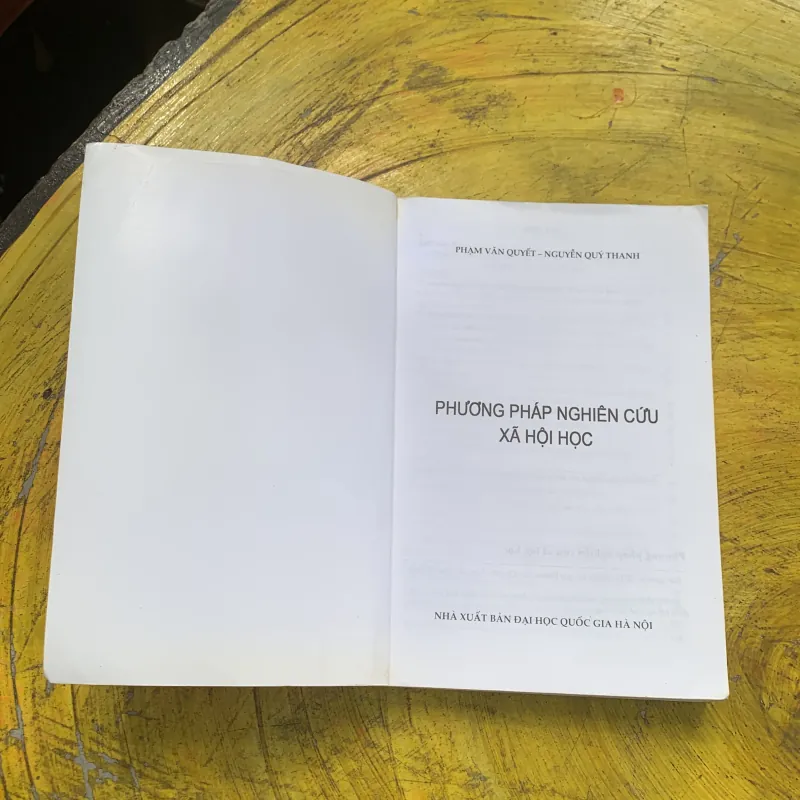 PHẠM VĂN QUYẾT – NGUYỄN QUÝ THANH
PHƯƠNG PHÁP NGHIÊN CỨU
XÃ HỘI HỌC
NHÀ XUẤT BẢN ĐẠI HỌC QUỐC GIA HÀ NỘI